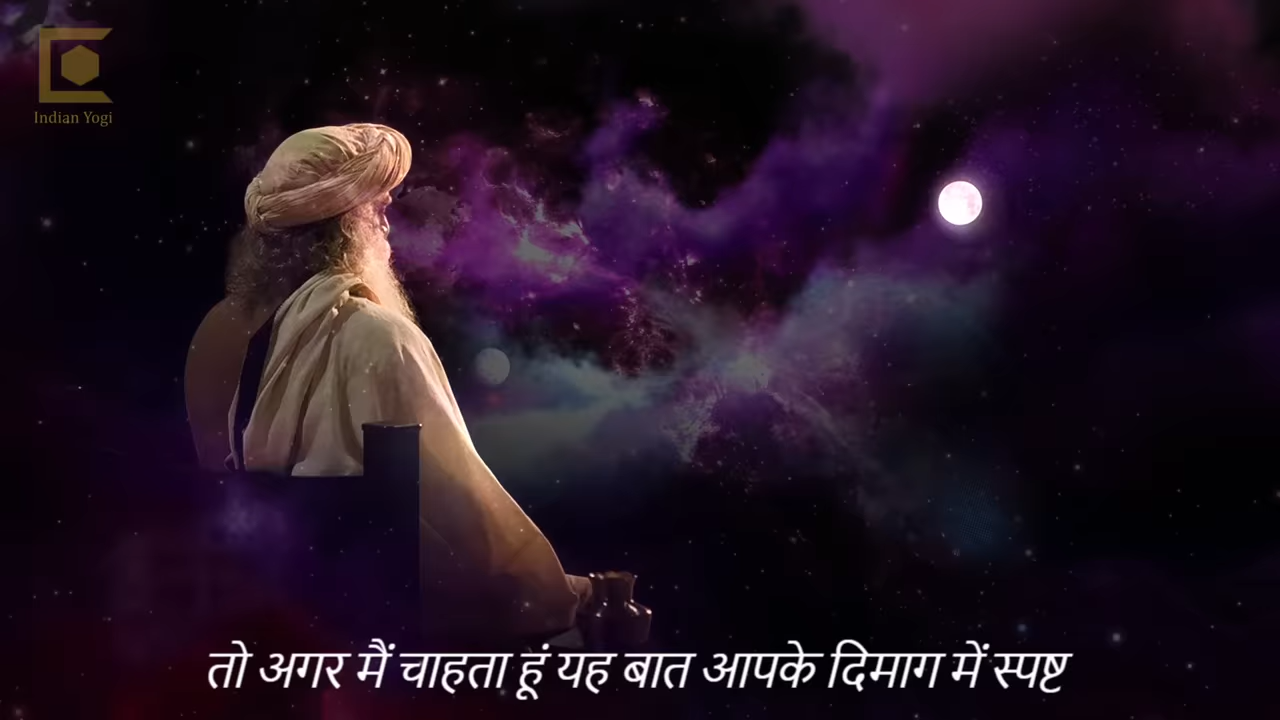 Indian Yogi
तो अगर मैं चाहता हूं यह बात आपके दिमाग में स्पष्ट